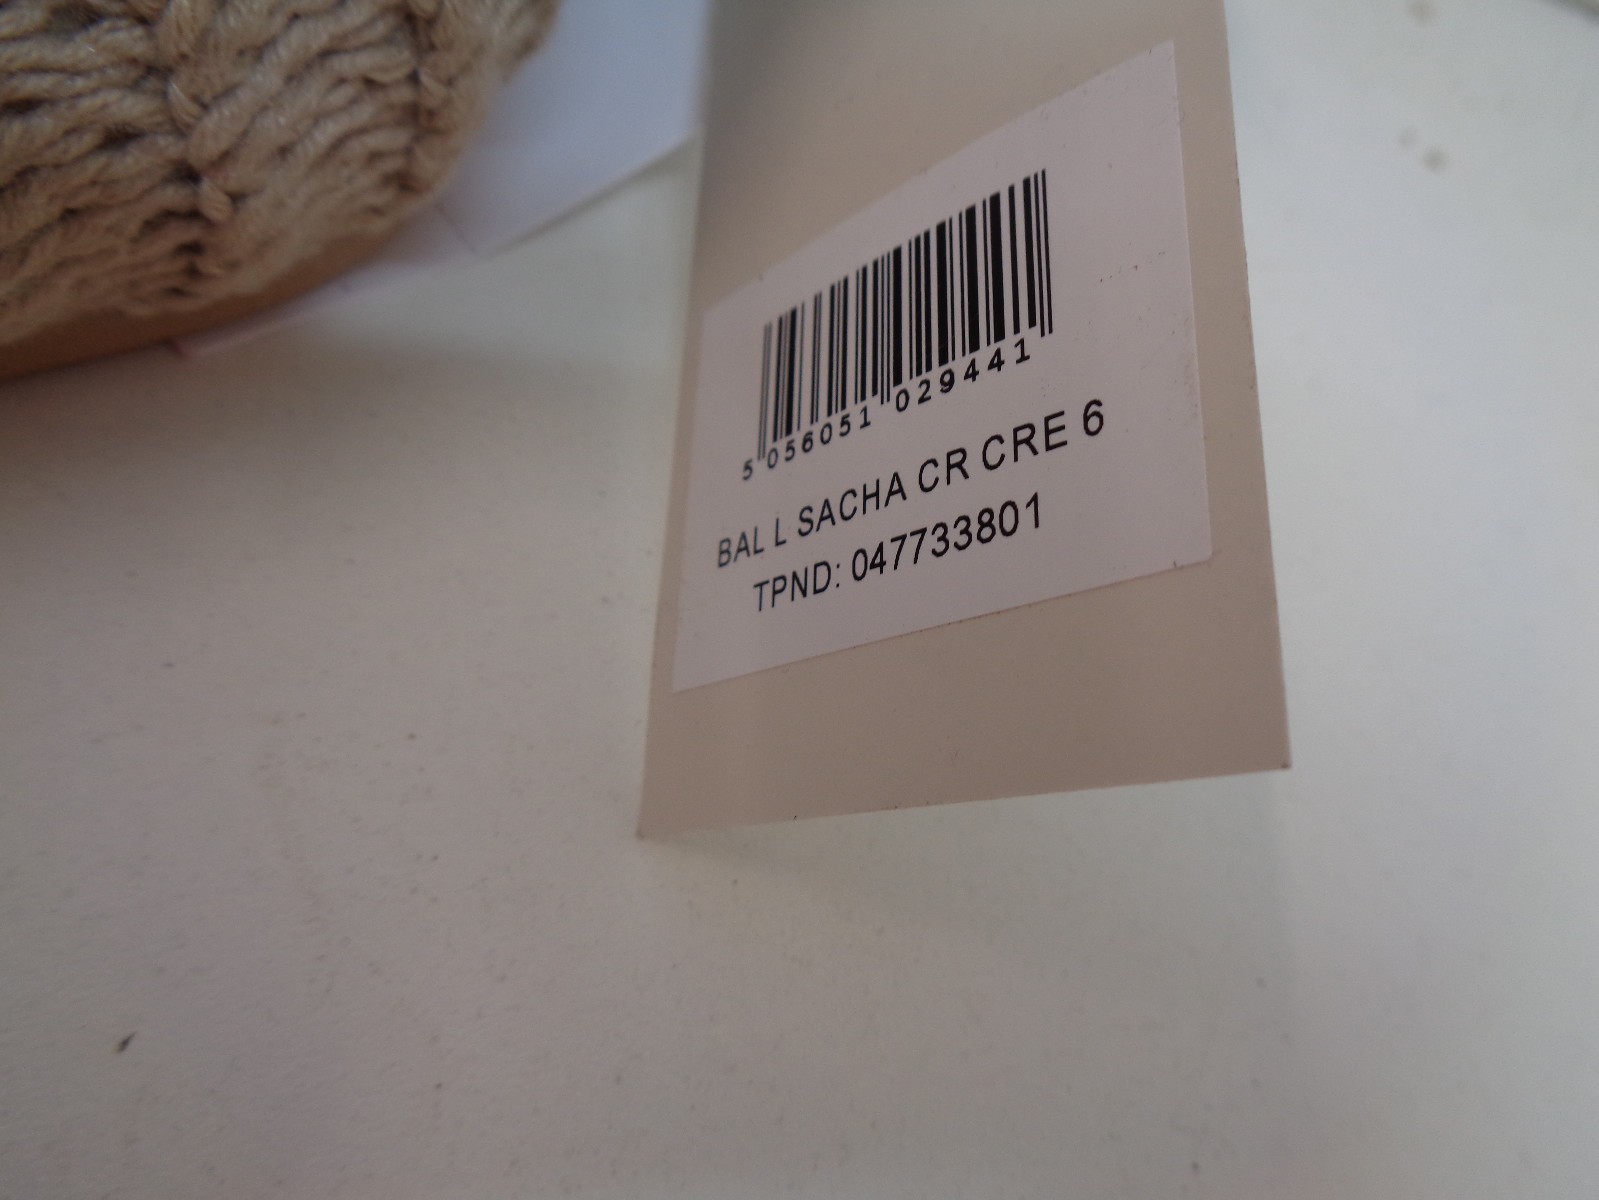 5 056051 029441
BAL L SACHA CR CRE 6
TPND: 047733801